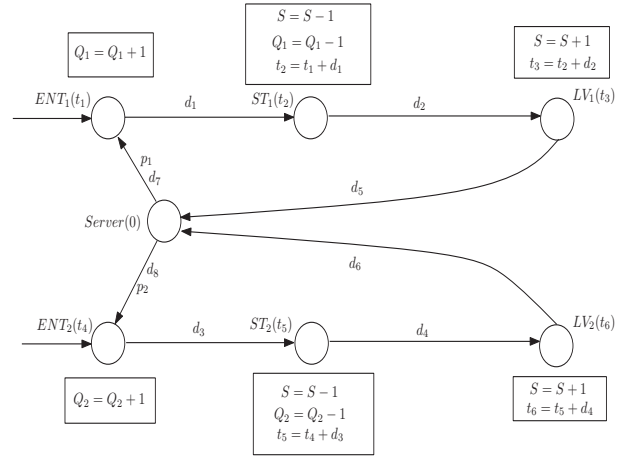 S = S − 1
Q₁ = Q₁ − 1
t₂ = t₁ + d₁
Q₁ = Q₁ + 1
S = S + 1
t₃ = t₂ + d₂
ENT₁(t₁)
d₁
ST₁(t₂)
d₂
LV₁(t₃)
p₁
d₇
d₅
Server(0)
d₈
p₂
d₆
ENT₂(t₄)
d₃
ST₂(t₅)
d₄
LV₂(t₆)
Q₂ = Q₂ + 1
S = S − 1
Q₂ = Q₂ − 1
t₅ = t₄ + d₃
S = S + 1
t₆ = t₅ + d₄